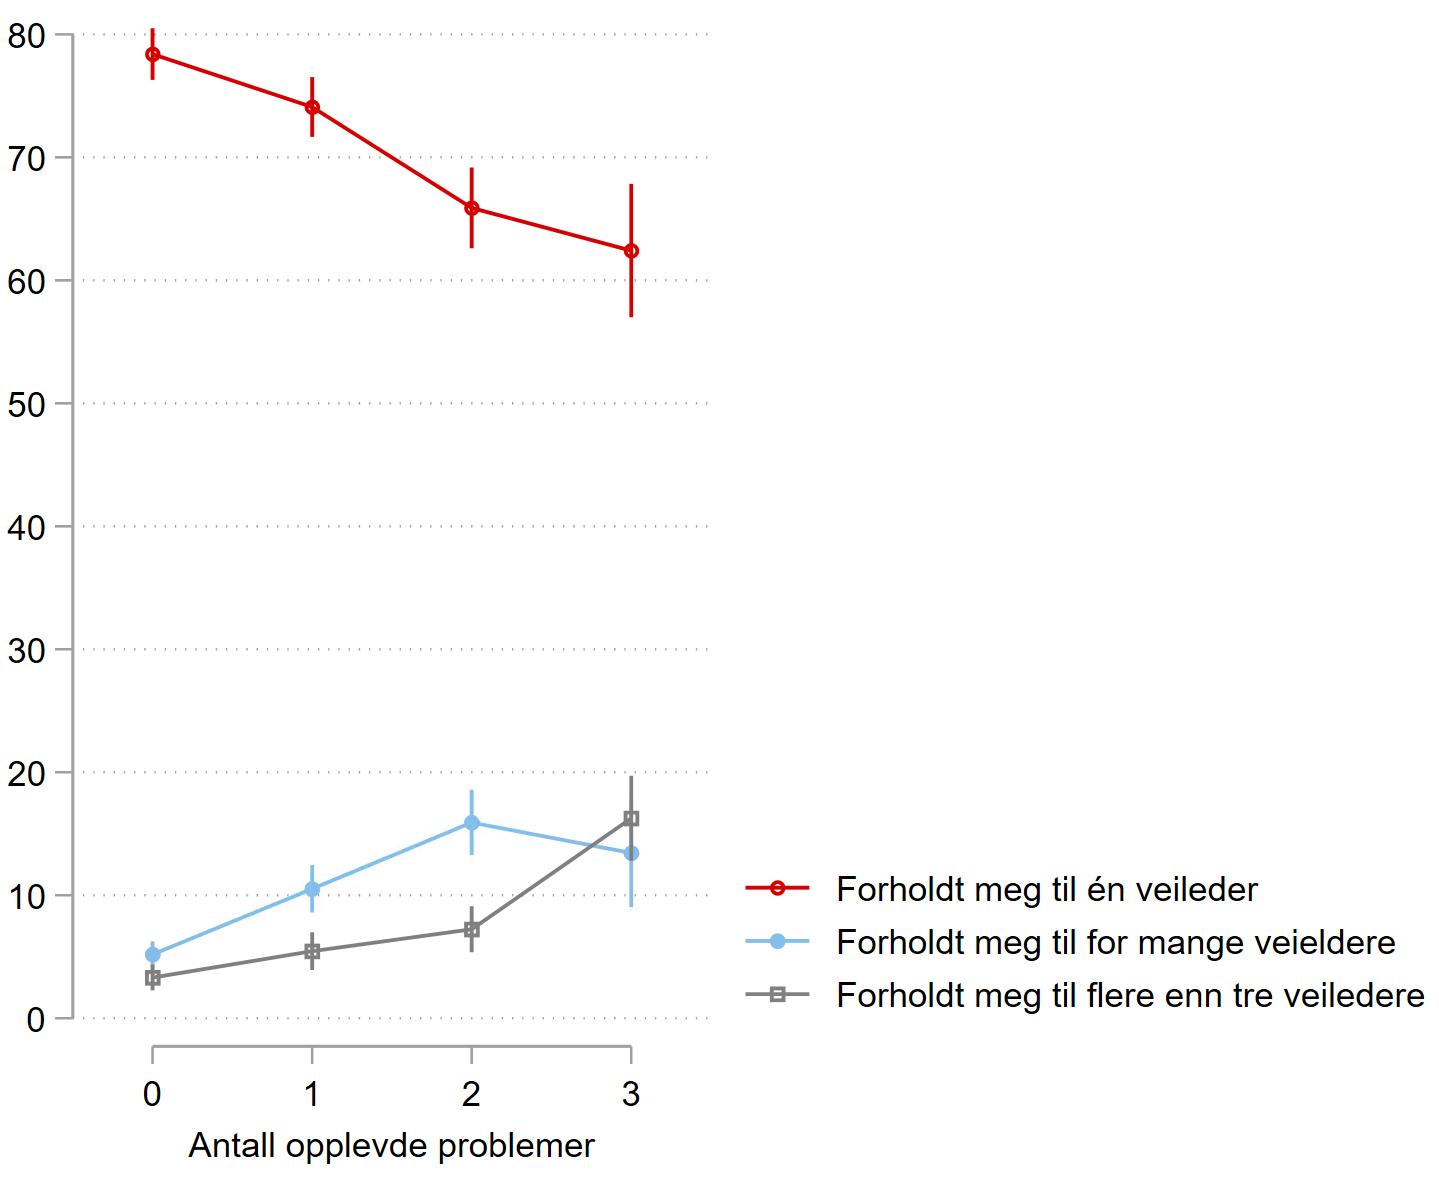 80
70
60
50
40
30
20
10
0
0 1 2 3
Antall opplevde problemer
Forholdt meg til én veileder
Forholdt meg til for mange veieldere
Forholdt meg til flere enn tre veiledere